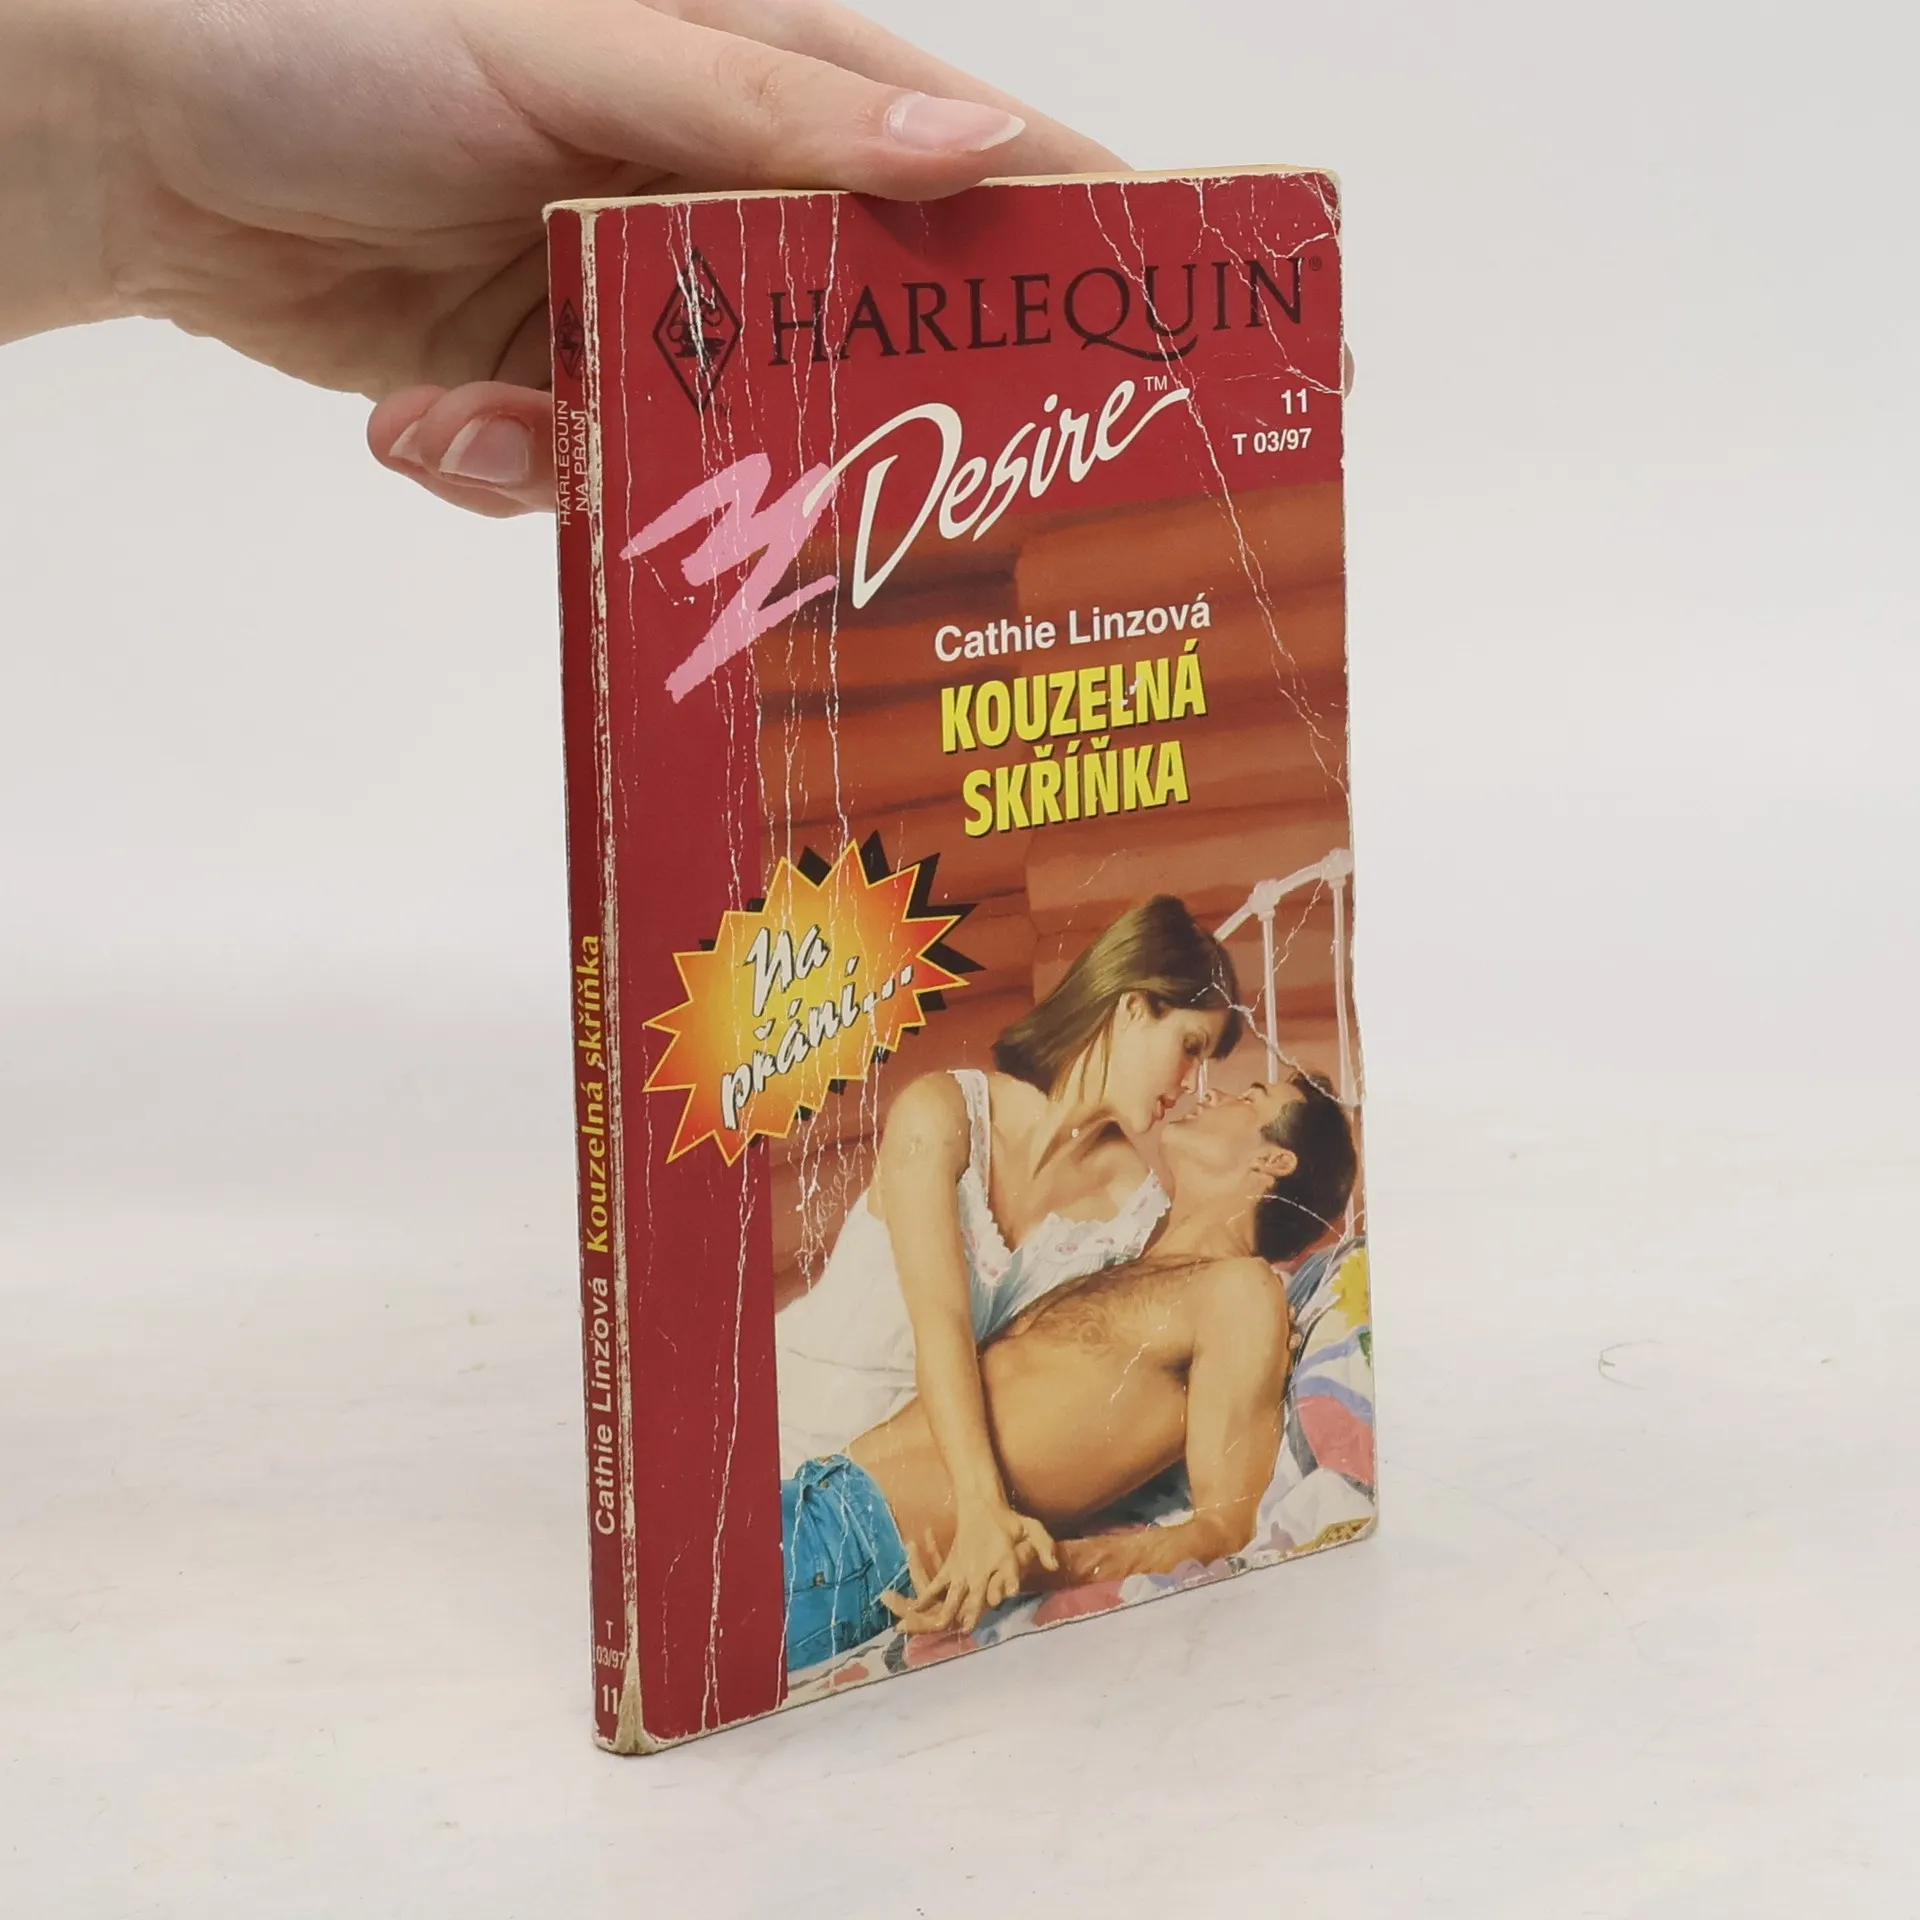 HARLEQUIN®
Desire™
11
T 03/97
Cathie Linzová
KOUZELNÁ
SKŘÍŇKA
Na
přání...
HARLEQUIN
NA PŘÁNÍ
Cathie Linzová Kouzelná skříňka
T
03/97
11